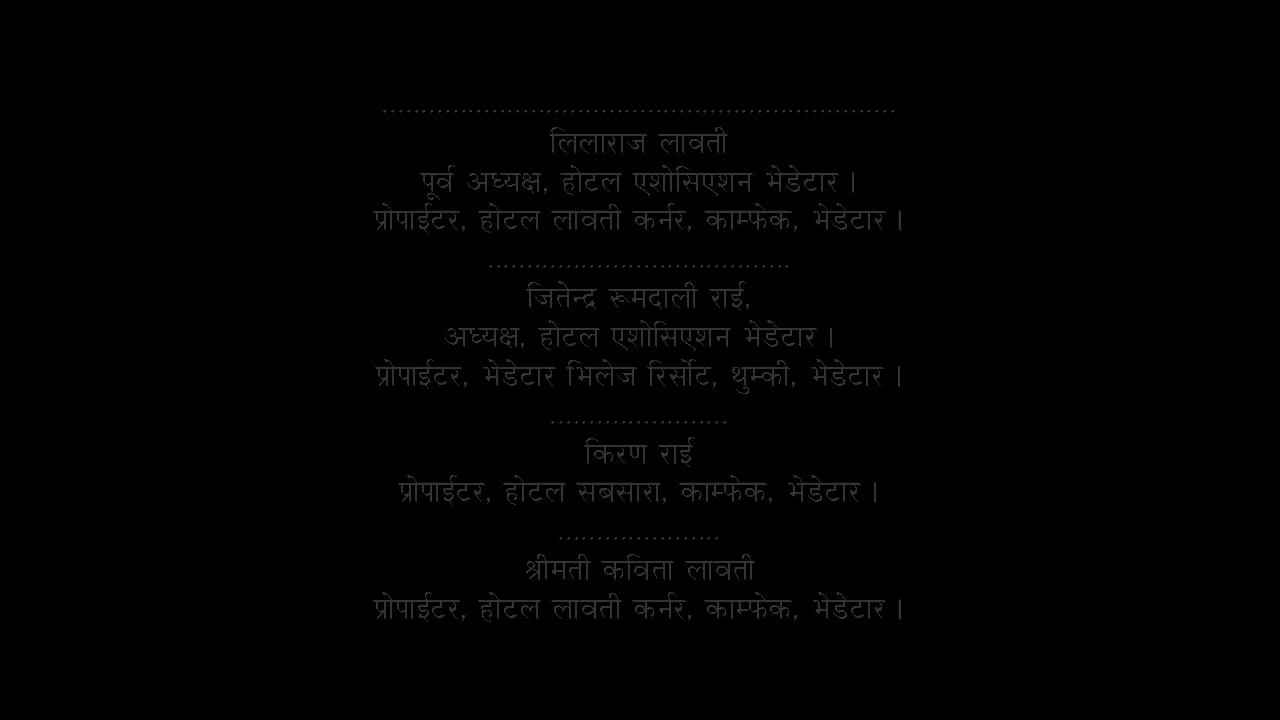 ..................................................................
लिलाराज लावती
पूर्व अध्यक्ष, होटल एशोसिएशन भेडेटार ।
प्रोपाईटर, होटल लावती कर्नर, काम्फेक, भेडेटार ।
.......................................
जितेन्द्र रूमदाली राई,
अध्यक्ष, होटल एशोसिएशन भेडेटार ।
प्रोपाईटर, भेडेटार भिलेज रिर्सोट, थुम्की, भेडेटार ।
.......................
किरण राई
प्रोपाईटर, होटल सबसारा, काम्फेक, भेडेटार ।
.....................
श्रीमती कविता लावती
प्रोपाईटर, होटल लावती कर्नर, काम्फेक, भेडेटार ।